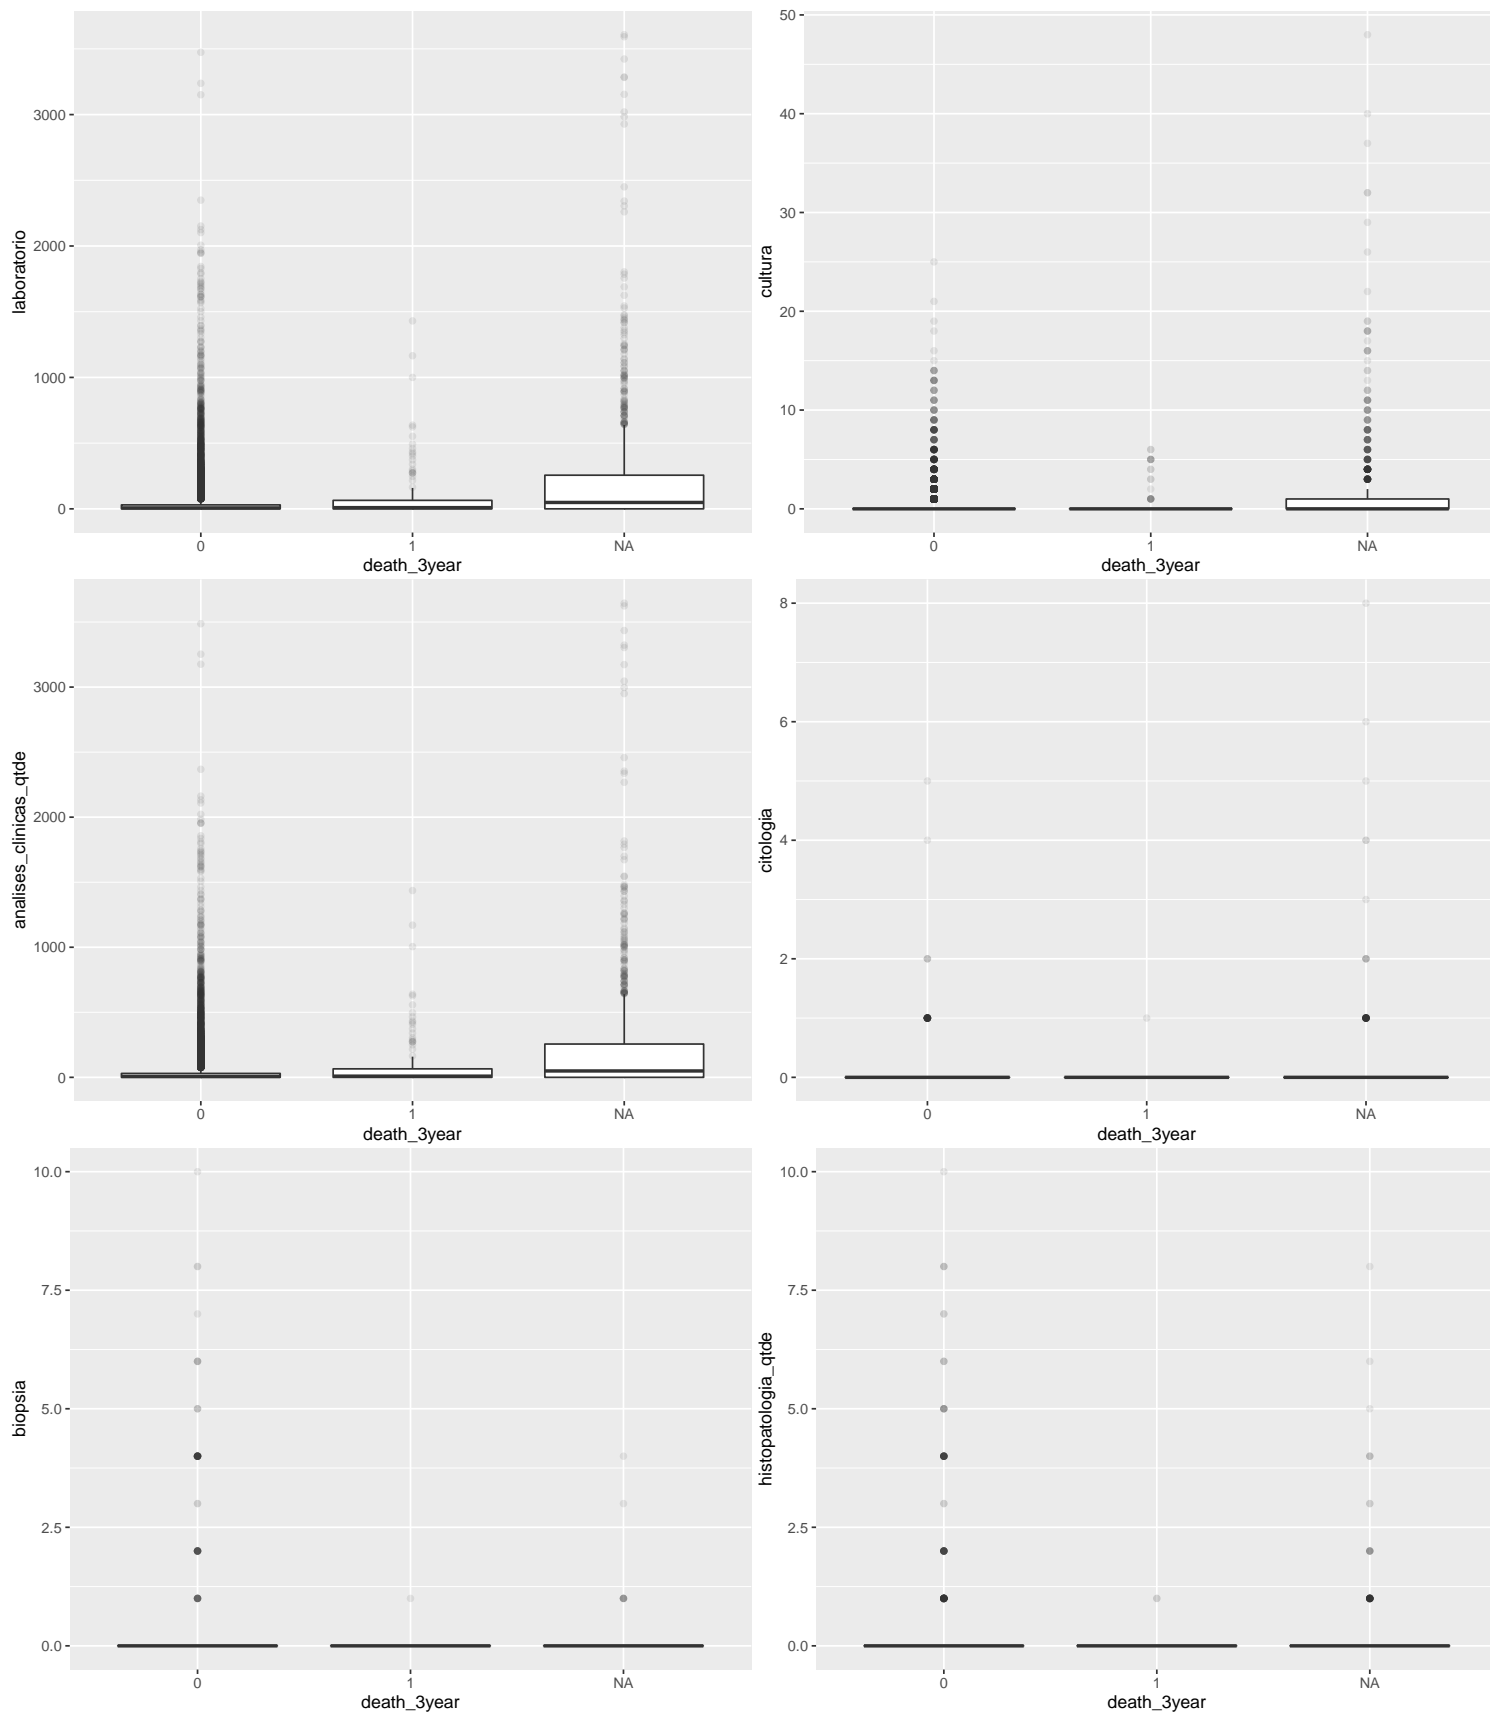 laboratorio
3000
2000
1000
0
0 1 NA
death_3year
cultura
50
40
30
20
10
0
0 1 NA
death_3year
analises_clinicas_qtde
3000
2000
1000
0
0 1 NA
death_3year
citologia
8
6
4
2
0
0 1 NA
death_3year
biopsia
10.0
7.5
5.0
2.5
0.0
0 1 NA
death_3year
histopatologia_qtde
10.0
7.5
5.0
2.5
0.0
0 1 NA
death_3year